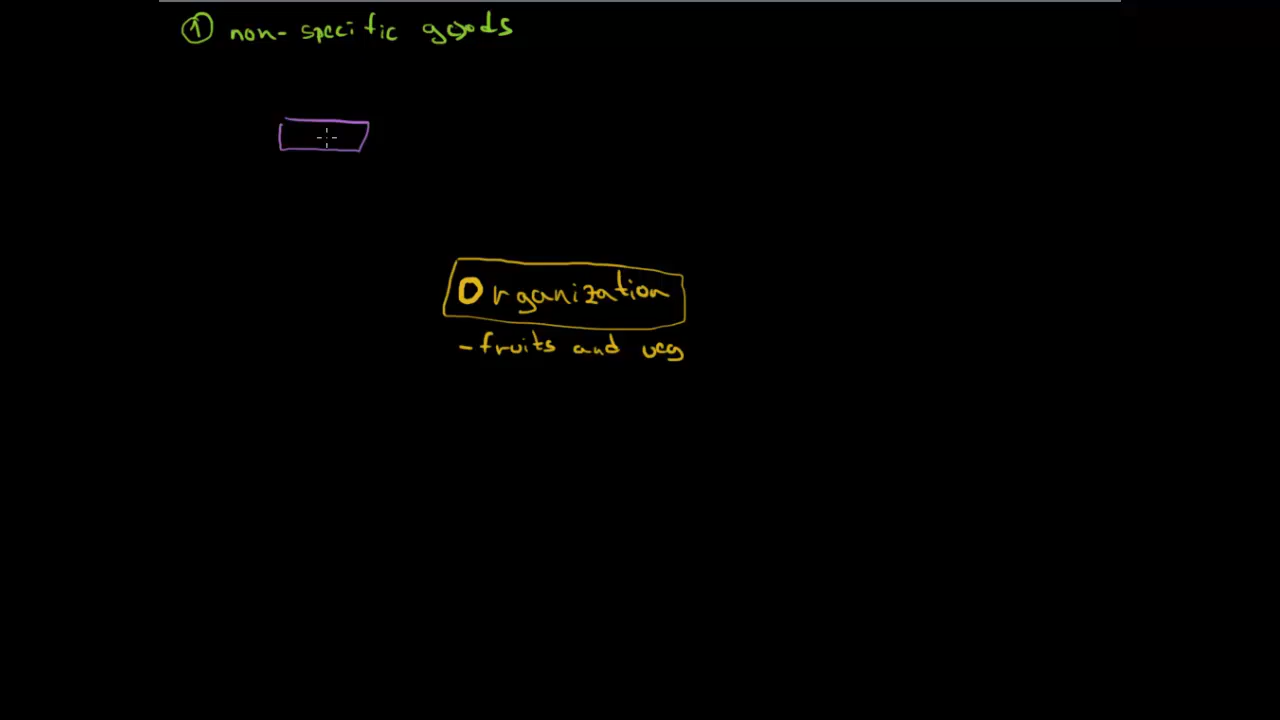 ① non-specific goods
Organization
- fruits and veg